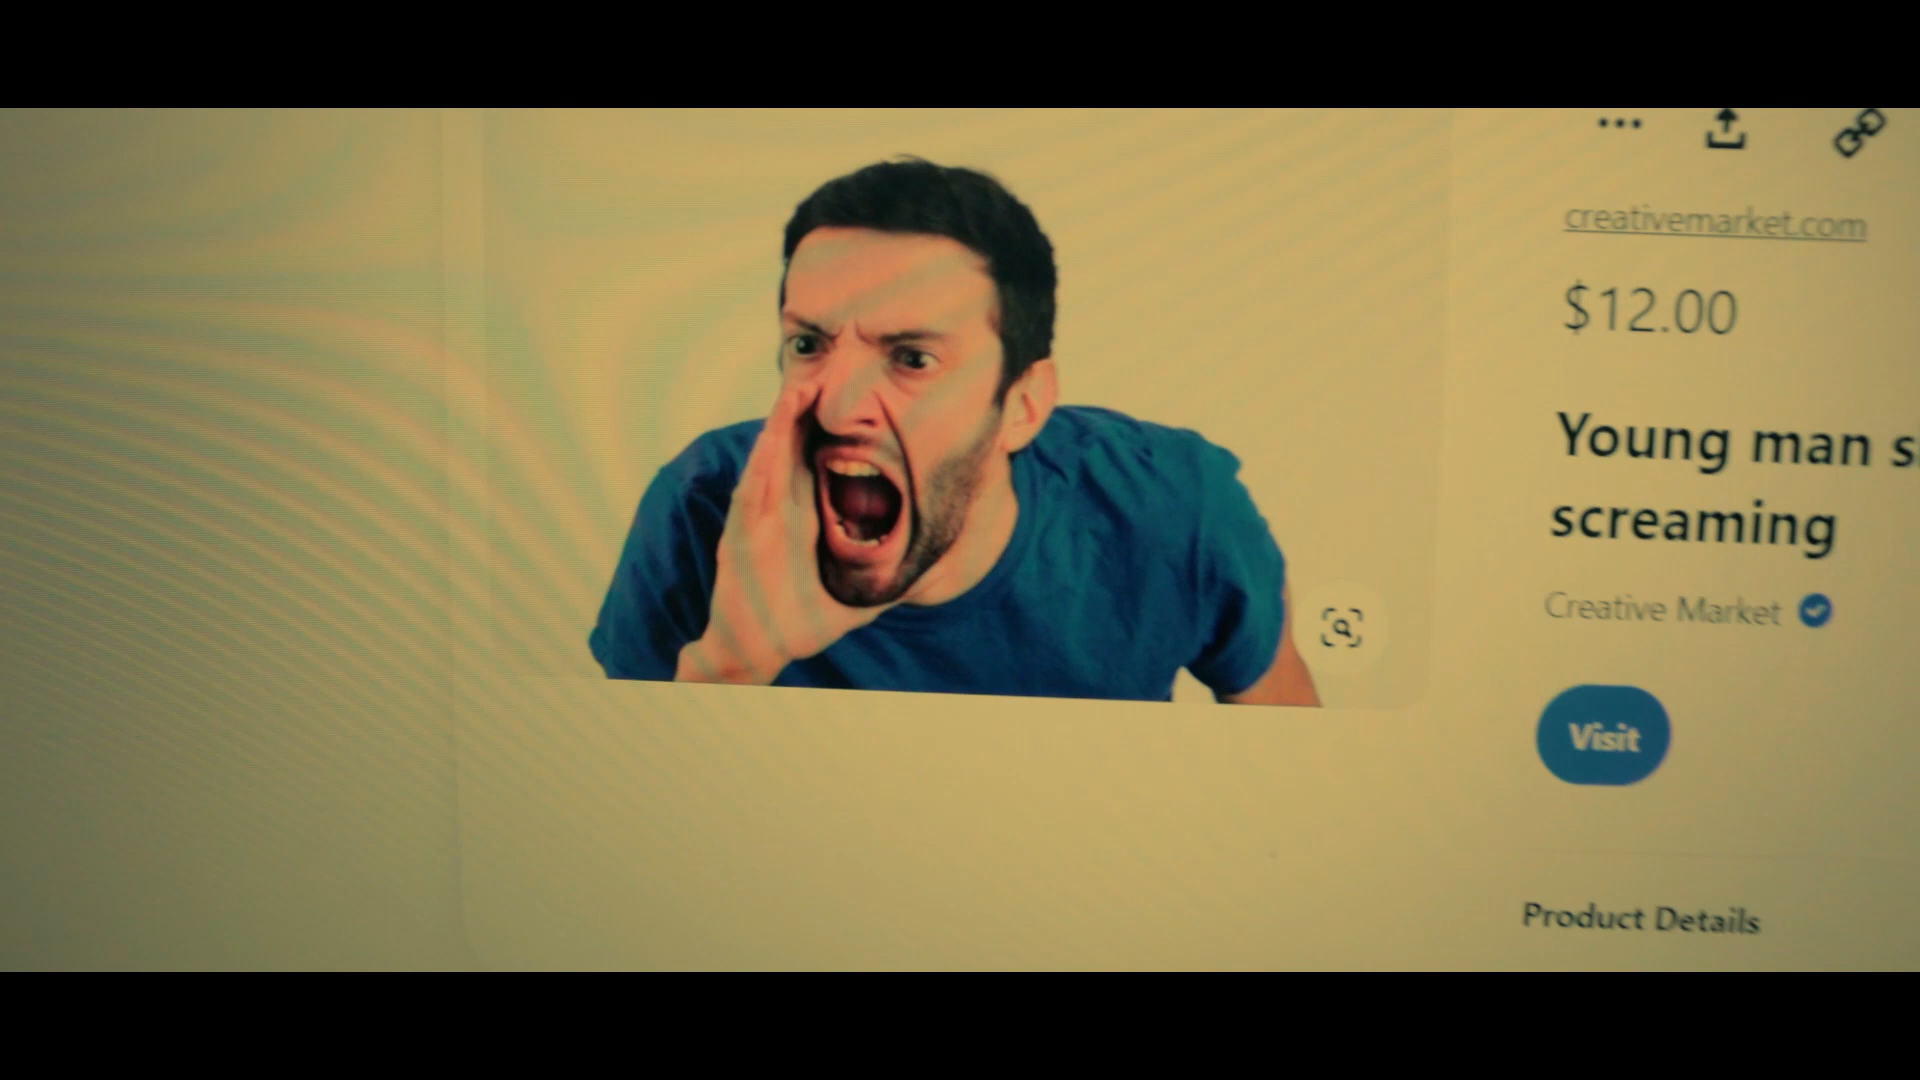 creativemarket.com
$12.00
Young man
screaming
Creative Market
Visit
Product Details